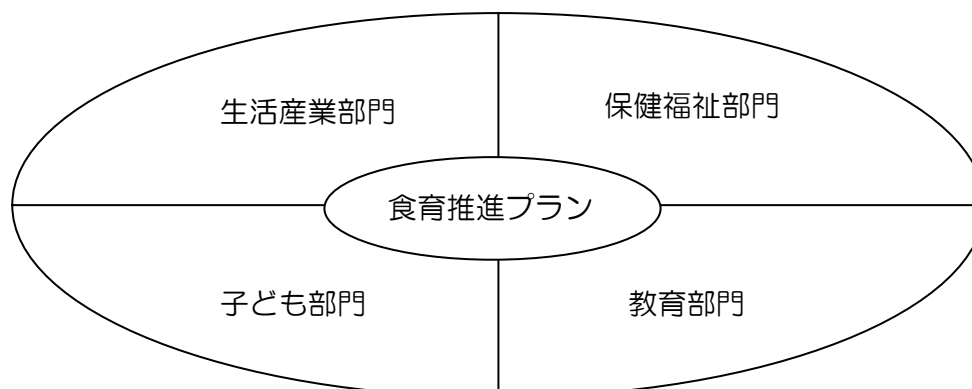 生活産業部門
保健福祉部門
食育推進プラン
子ども部門
教育部門